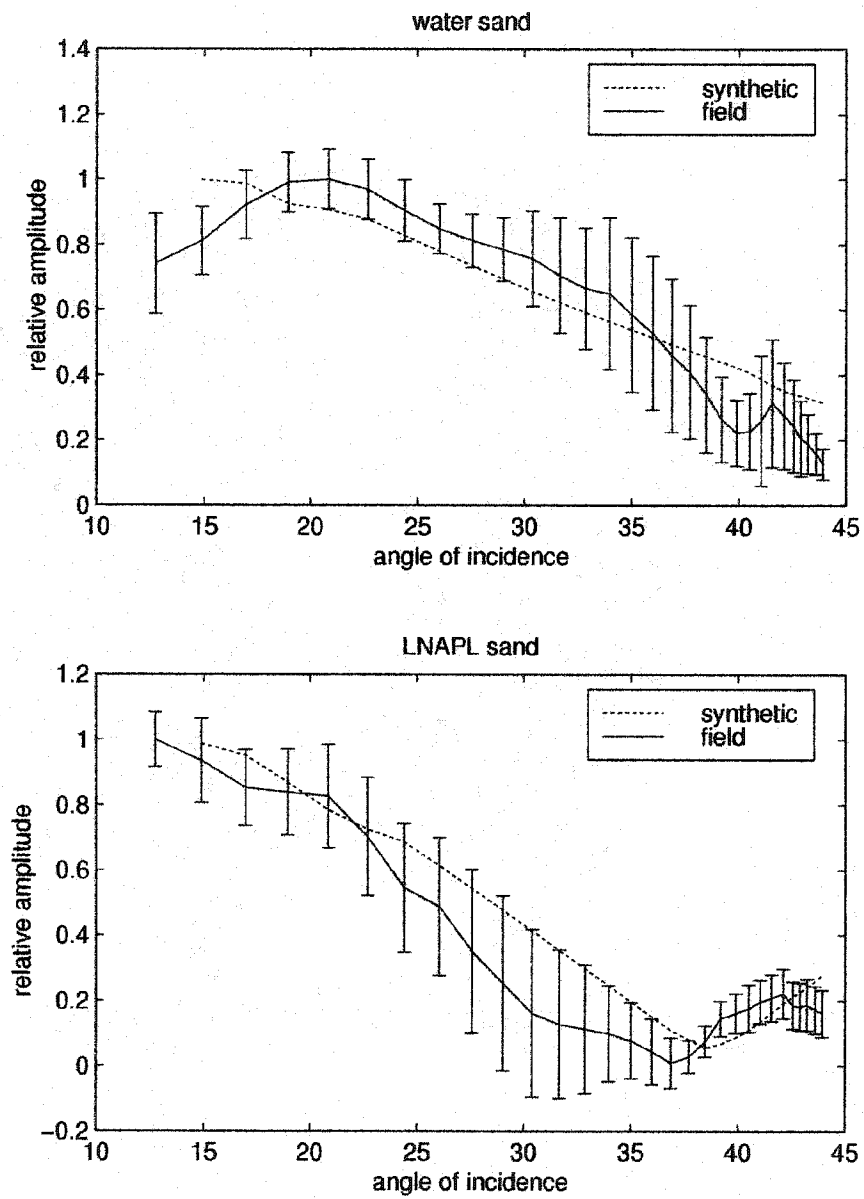 water sand
1.4
1.2
1
0.8
0.6
0.4
0.2
0
relative amplitude
synthetic
field
10 15 20 25 30 35 40 45
angle of incidence
LNAPL sand
1.2
1
0.8
0.6
0.4
0.2
0
−0.2
relative amplitude
synthetic
field
10 15 20 25 30 35 40 45
angle of incidence